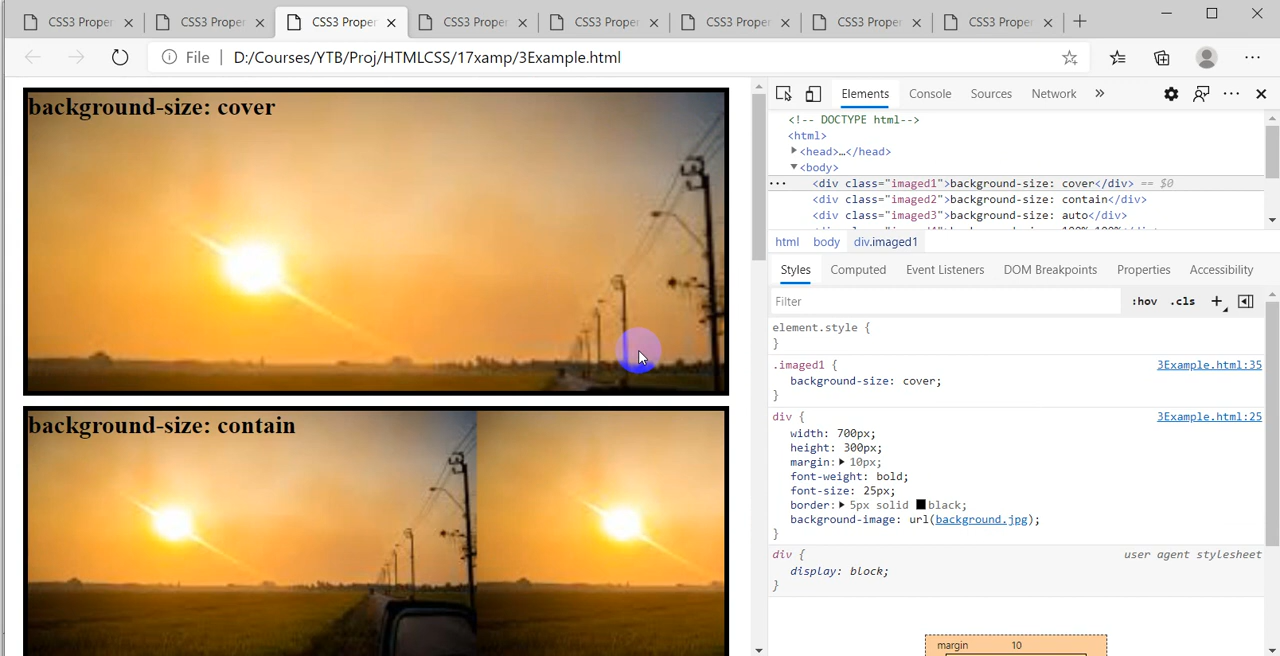 CSS3 Proper CSS3 Proper CSS3 Proper CSS3 Proper CSS3 Proper CSS3 Proper CSS3 Proper CSS3 Proper
File | D:/Courses/YTB/Proj/HTMLCSS/17xamp/3Example.html
background-size: cover
background-size: contain
Elements Console Sources Network
<!-- DOCTYPE html-->
<html>
<head>…</head>
<body>
<div class="imaged1">background-size: cover</div> == $0
<div class="imaged2">background-size: contain</div>
<div class="imaged3">background-size: auto</div>
html body div.imaged1
Styles Computed Event Listeners DOM Breakpoints Properties Accessibility
Filter :hov .cls +
element.style {
}
.imaged1 { 3Example.html:35
background-size: cover;
}
div { 3Example.html:25
width: 700px;
height: 300px;
margin: 10px;
font-weight: bold;
font-size: 25px;
border: 5px solid black;
background-image: url(background.jpg);
}
div { user agent stylesheet
display: block;
}
margin 10